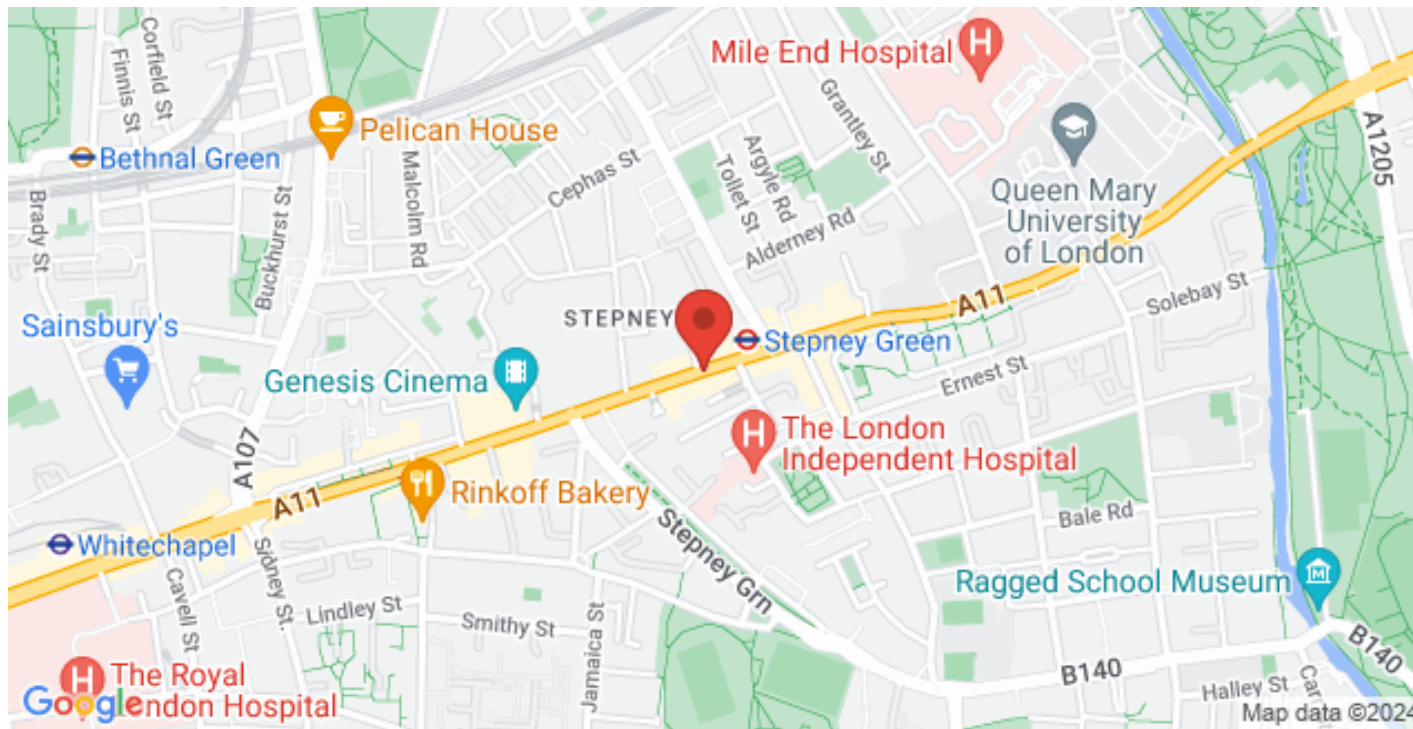 Corfield St
Finnis St
Mile End Hospital
Grantley St
A1205
Pelican House
Bethnal Green
Malcolm Rd
Cephas St
Argyle Rd
Tollet St
Queen Mary
University
of London
Brady St
Buckhurst St
Alderney Rd
Solebay St
A11
STEPNEY
Sainsbury's
Stepney Green
Genesis Cinema
Ernest St
The London
Independent Hospital
A107
A11
Rinkoff Bakery
Bale Rd
Stepney Grn
Whitechapel
Sidney St.
Cavell St
Ragged School Museum
Lindley St
Smithy St
Jamaica St
B140
B140
The Royal
ndon Hospital
Halley St
Car
Google
Map data ©2024